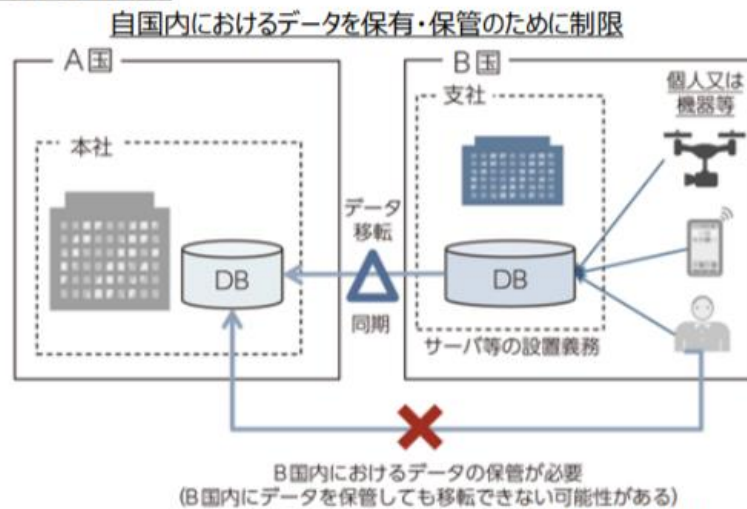 自国内におけるデータを保有・保管のために制限
A国
B国
支社
個人又は
機器等
本社
データ
移転
DB
DB
同期
サーバ等の設置義務
B国内におけるデータの保管が必要
(B国内にデータを保管しても移転できない可能性がある)